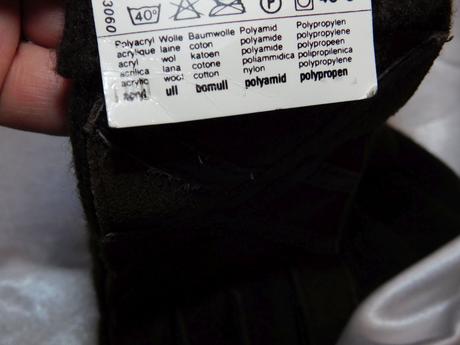 3060
40° P
Polyacryl Wolle Baumwolle Polyamid Polypropylen
acrylique laine coton polyamide polypropylene
acryl wol katoen polyamide polypropeen
acrilica lana cotone poliammidica polipropilenica
acrylic wool cotton nylon polypropylene
ull bomull polyamid polypropen